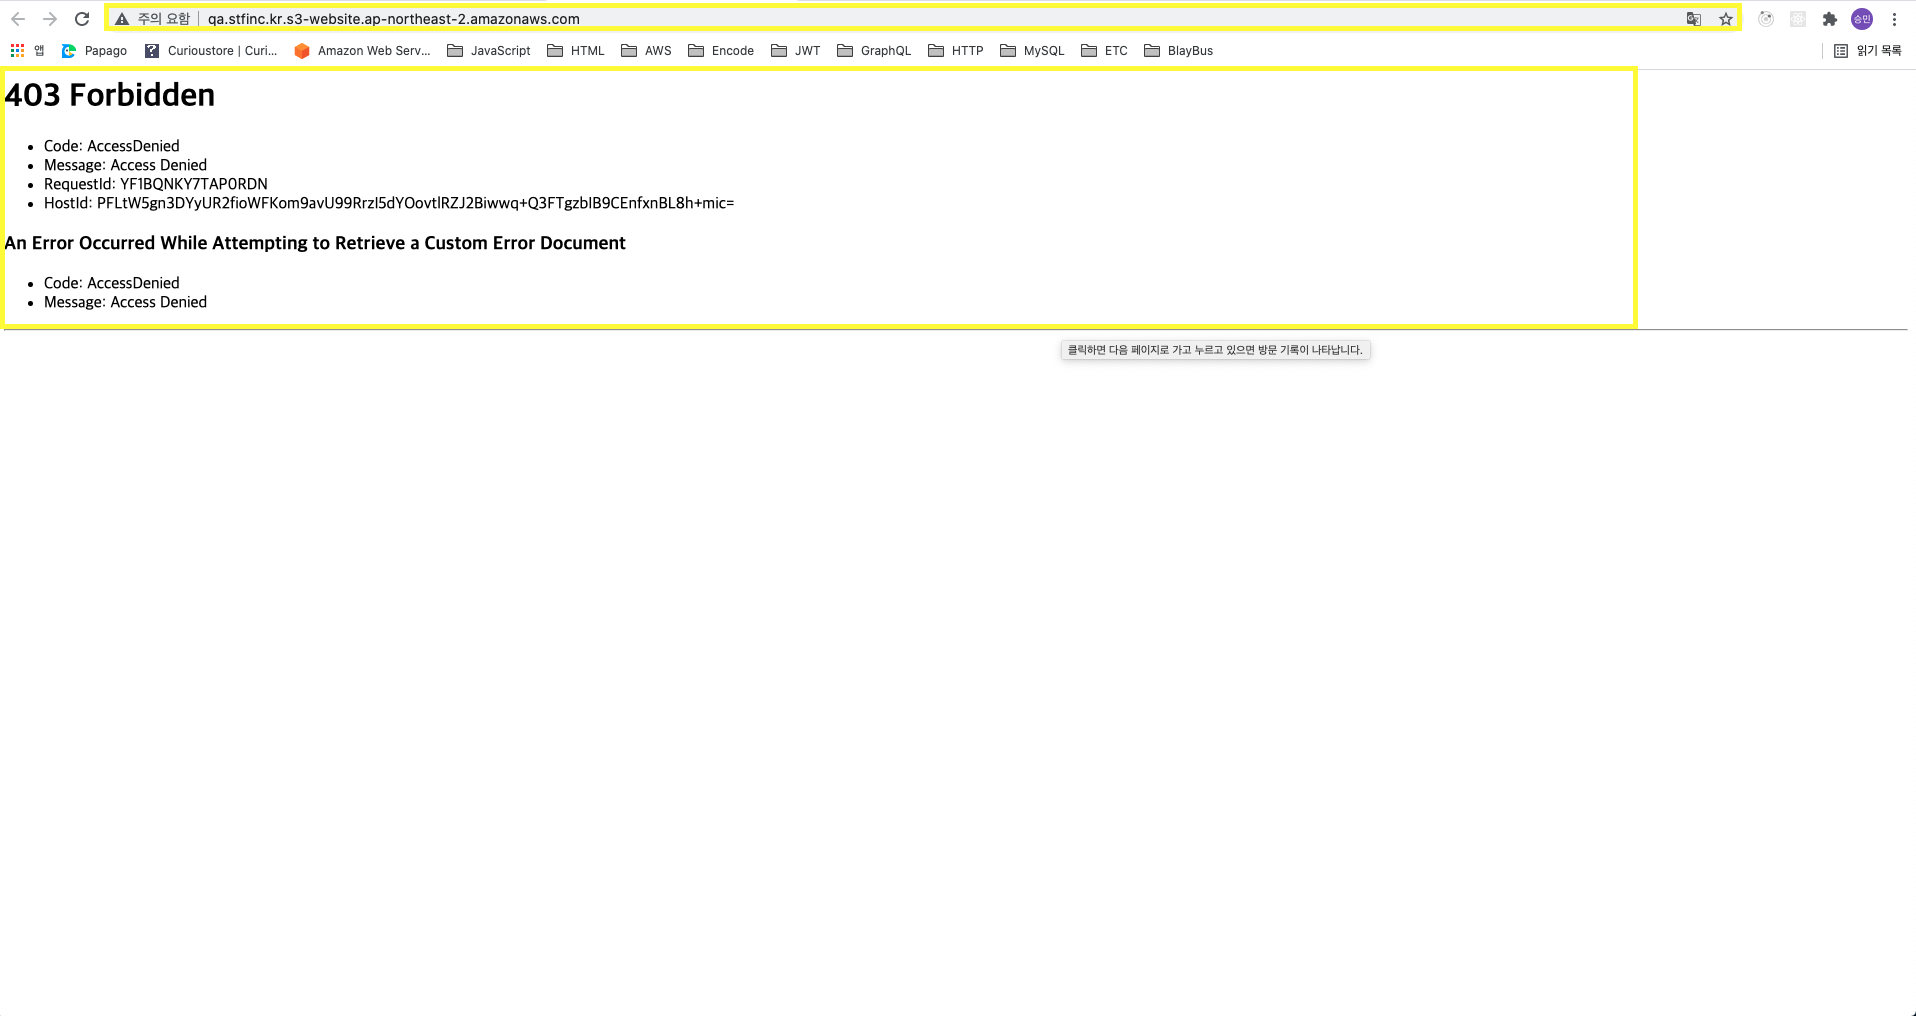 주의 요함 qa.stfinc.kr.s3-website.ap-northeast-2.amazonaws.com 승민
앱 Papago Curioustore | Curi... Amazon Web Serv... JavaScript HTML AWS Encode JWT GraphQL HTTP MySQL ETC BlayBus 읽기 목록
403 Forbidden
• Code: AccessDenied
• Message: Access Denied
• RequestId: YF1BQNKY7TAP0RDN
• HostId: PFLtW5gn3DYyUR2fioWFKom9avU99RrzI5dYOovtlRZJ2Biwwq+Q3FTgzbIB9CEnfxnBL8h+mic=
An Error Occurred While Attempting to Retrieve a Custom Error Document
• Code: AccessDenied
• Message: Access Denied
클릭하면 다음 페이지로 가고 누르고 있으면 방문 기록이 나타납니다.